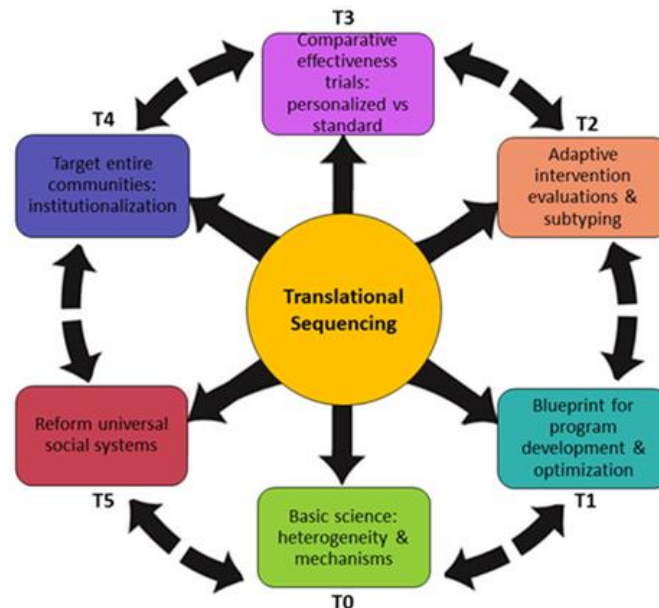 T3
Comparative
effectiveness
trials:
personalized vs
standard
T4
Target entire
communities:
institutionalization
T2
Adaptive
intervention
evaluations &
subtyping
Translational
Sequencing
Reform universal
social systems
T5
Blueprint for
program
development &
optimization
T1
Basic science:
heterogeneity &
mechanisms
T0